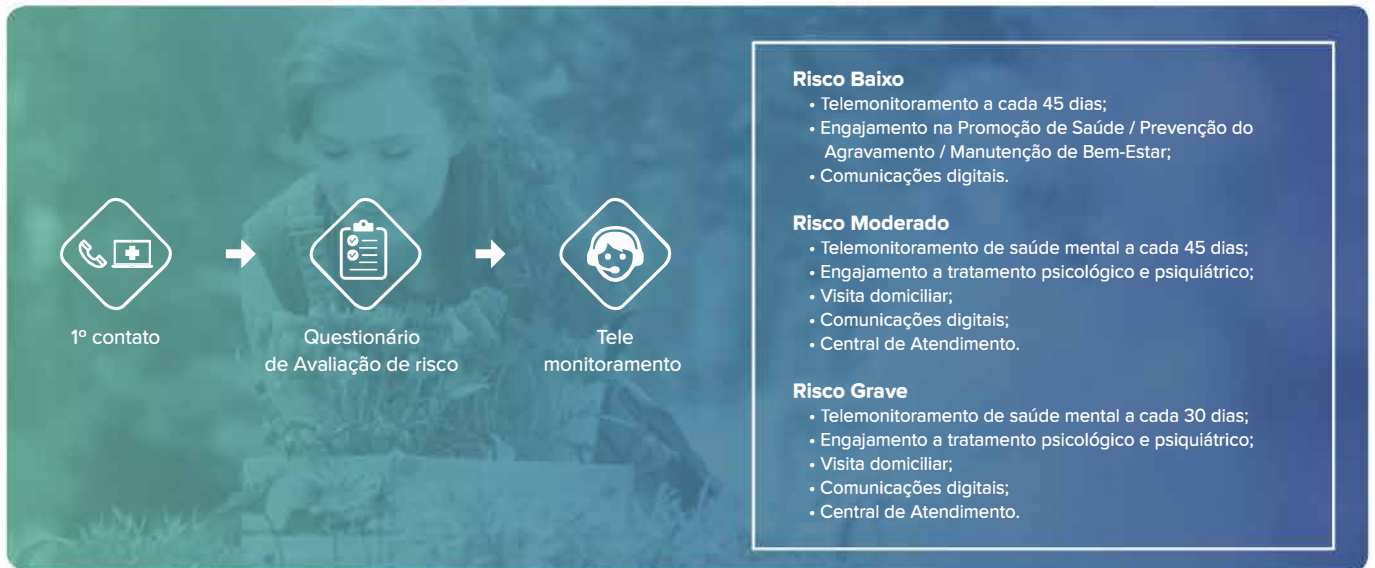 1º contato
Questionário
de Avaliação de risco
Tele
monitoramento
Risco Baixo
• Telemonitoramento a cada 45 dias;
• Engajamento na Promoção de Saúde / Prevenção do
Agravamento / Manutenção de Bem-Estar;
• Comunicações digitais.
Risco Moderado
• Telemonitoramento de saúde mental a cada 45 dias;
• Engajamento a tratamento psicológico e psiquiátrico;
• Visita domiciliar;
• Comunicações digitais;
• Central de Atendimento.
Risco Grave
• Telemonitoramento de saúde mental a cada 30 dias;
• Engajamento a tratamento psicológico e psiquiátrico;
• Visita domiciliar;
• Comunicações digitais;
• Central de Atendimento.